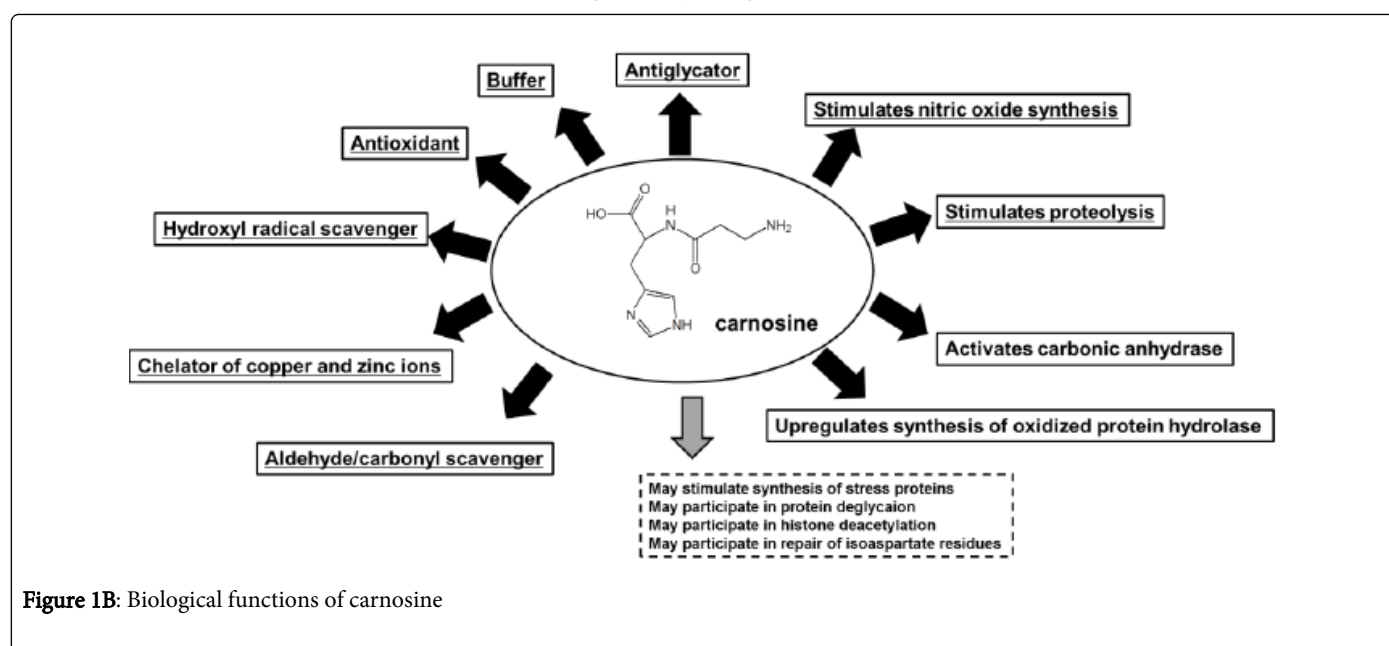 Antiglycator
Buffer
Stimulates nitric oxide synthesis
Antioxidant
Stimulates proteolysis
Hydroxyl radical scavenger
O
HO
H
N
NH₂
O
N
NH
carnosine
Activates carbonic anhydrase
Chelator of copper and zinc ions
Upregulates synthesis of oxidized protein hydrolase
Aldehyde/carbonyl scavenger
May stimulate synthesis of stress proteins
May participate in protein deglycaion
May participate in histone deacetylation
May participate in repair of isoaspartate residues
Figure 1B: Biological functions of carnosine